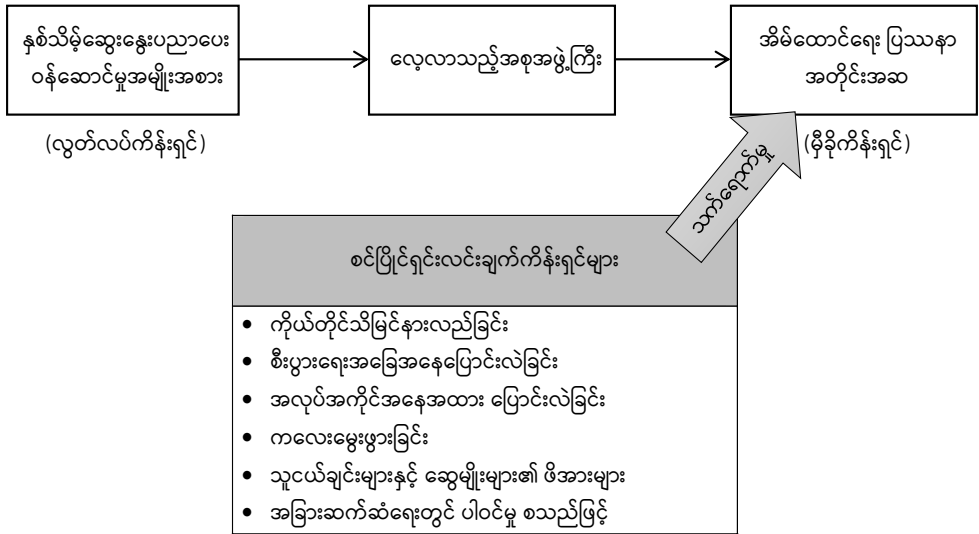 နှစ်သိမ့်ဆွေးနွေးပညာပေး
ဝန်ဆောင်မှုအမျိုးအစား
(လွတ်လပ်ကိန်းရှင်)
လေ့လာသည့်အစုအဖွဲ့ကြီး
အိမ်ထောင်ရေး ပြဿနာ
အတိုင်းအဆ
(မှီခိုကိန်းရှင်)
သက်ရောက်မှု
စင်ပြိုင်ရှင်းလင်းချက်ကိန်းရှင်များ
• ကိုယ်တိုင်သိမြင်နားလည်ခြင်း
• စီးပွားရေးအခြေအနေပြောင်းလဲခြင်း
• အလုပ်အကိုင်အနေအထား ပြောင်းလဲခြင်း
• ကလေးမွေးဖွားခြင်း
• သူငယ်ချင်းများနှင့် ဆွေမျိုးများ၏ ဖိအားများ
• အခြားဆက်ဆံရေးတွင် ပါဝင်မှု စသည်ဖြင့်